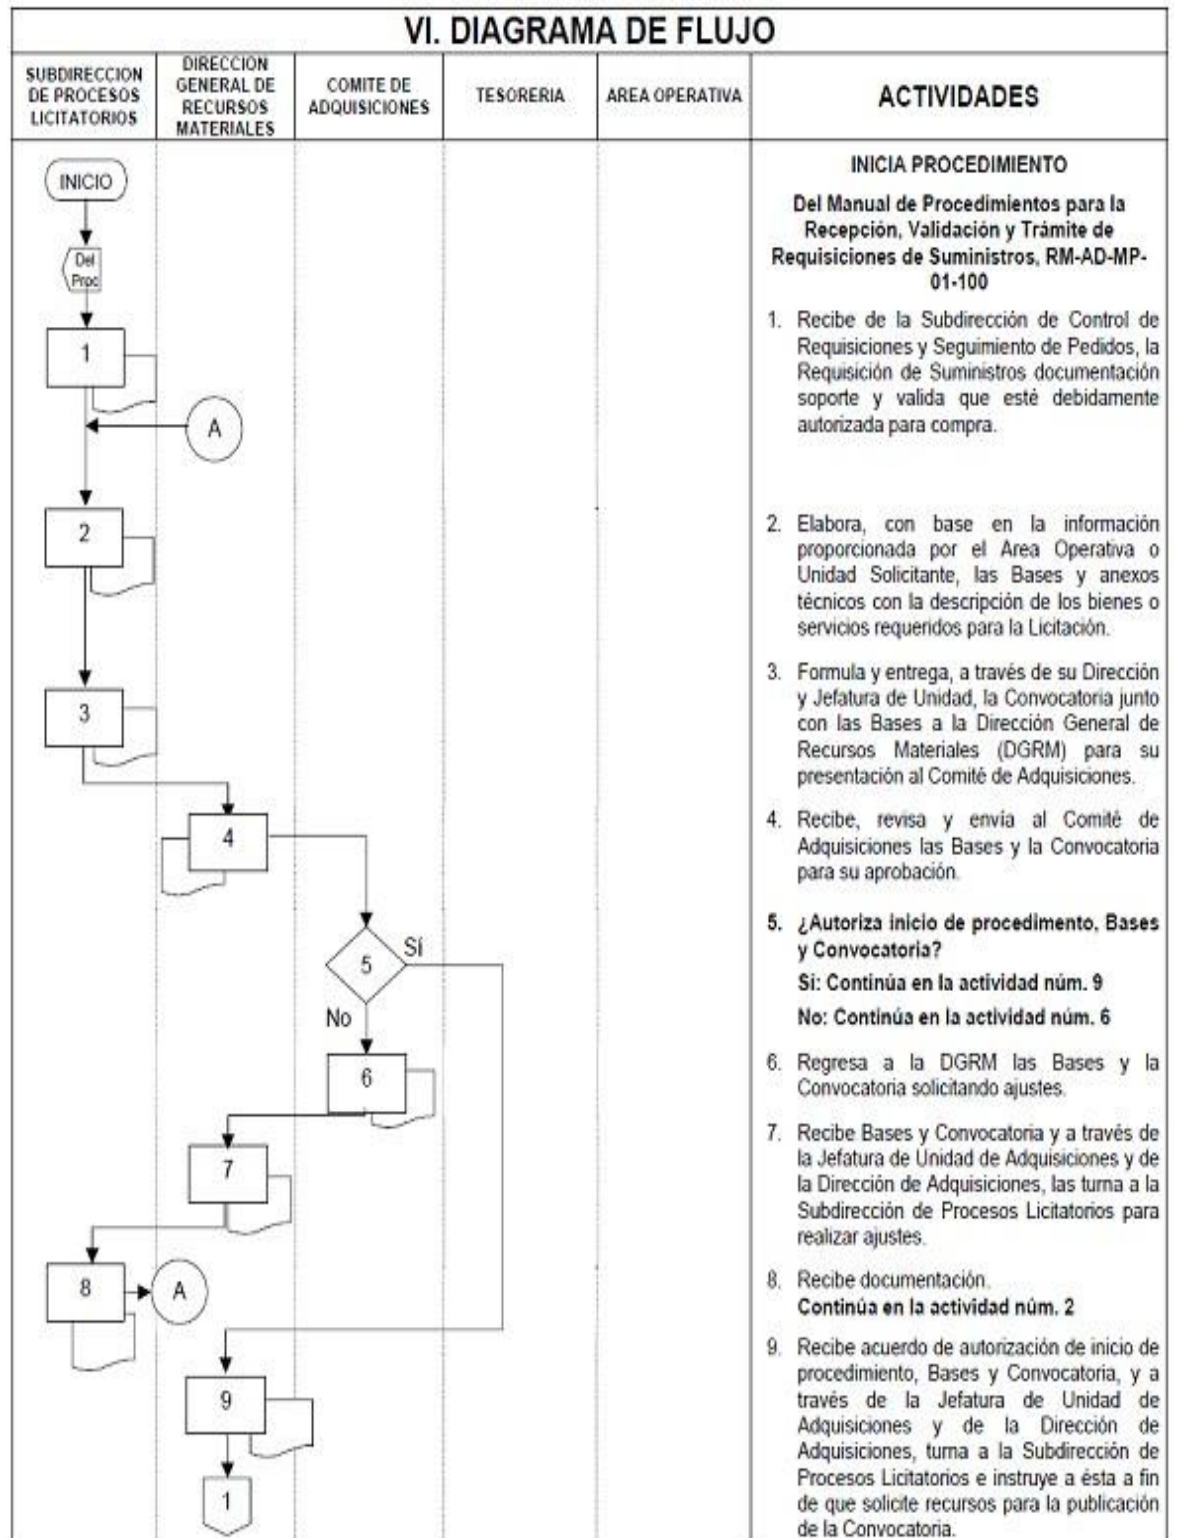 VI. DIAGRAMA DE FLUJO
SUBDIRECCION
DE PROCESOS
LICITATORIOS
DIRECCION
GENERAL DE
RECURSOS
MATERIALES
COMITE DE
ADQUISICIONES
TESORERIA
AREA OPERATIVA
ACTIVIDADES
INICIO
Del
Proc
1
A
2
3
4
5
Sí
No
6
7
8
A
9
1
INICIA PROCEDIMIENTO
Del Manual de Procedimientos para la
Recepción, Validación y Trámite de
Requisiciones de Suministros, RM-AD-MP-
01-100
1. Recibe de la Subdirección de Control de
Requisiciones y Seguimiento de Pedidos, la
Requisición de Suministros documentación
soporte y valida que esté debidamente
autorizada para compra.
2. Elabora, con base en la información
proporcionada por el Area Operativa o
Unidad Solicitante, las Bases y anexos
técnicos con la descripción de los bienes o
servicios requeridos para la Licitación.
3. Formula y entrega, a través de su Dirección
y Jefatura de Unidad, la Convocatoria junto
con las Bases a la Dirección General de
Recursos Materiales (DGRM) para su
presentación al Comité de Adquisiciones.
4. Recibe, revisa y envía al Comité de
Adquisiciones las Bases y la Convocatoria
para su aprobación.
5. ¿Autoriza inicio de procedimento, Bases
y Convocatoria?
Si: Continúa en la actividad núm. 9
No: Continúa en la actividad núm. 6
6. Regresa a la DGRM las Bases y la
Convocatoria solicitando ajustes.
7. Recibe Bases y Convocatoria y a través de
la Jefatura de Unidad de Adquisiciones y de
la Dirección de Adquisiciones, las turna a la
Subdirección de Procesos Licitatorios para
realizar ajustes.
8. Recibe documentación.
Continúa en la actividad núm. 2
9. Recibe acuerdo de autorización de inicio de
procedimiento, Bases y Convocatoria, y a
través de la Jefatura de Unidad de
Adquisiciones y de la Dirección de
Adquisiciones, turna a la Subdirección de
Procesos Licitatorios e instruye a ésta a fin
de que solicite recursos para la publicación
de la Convocatoria.